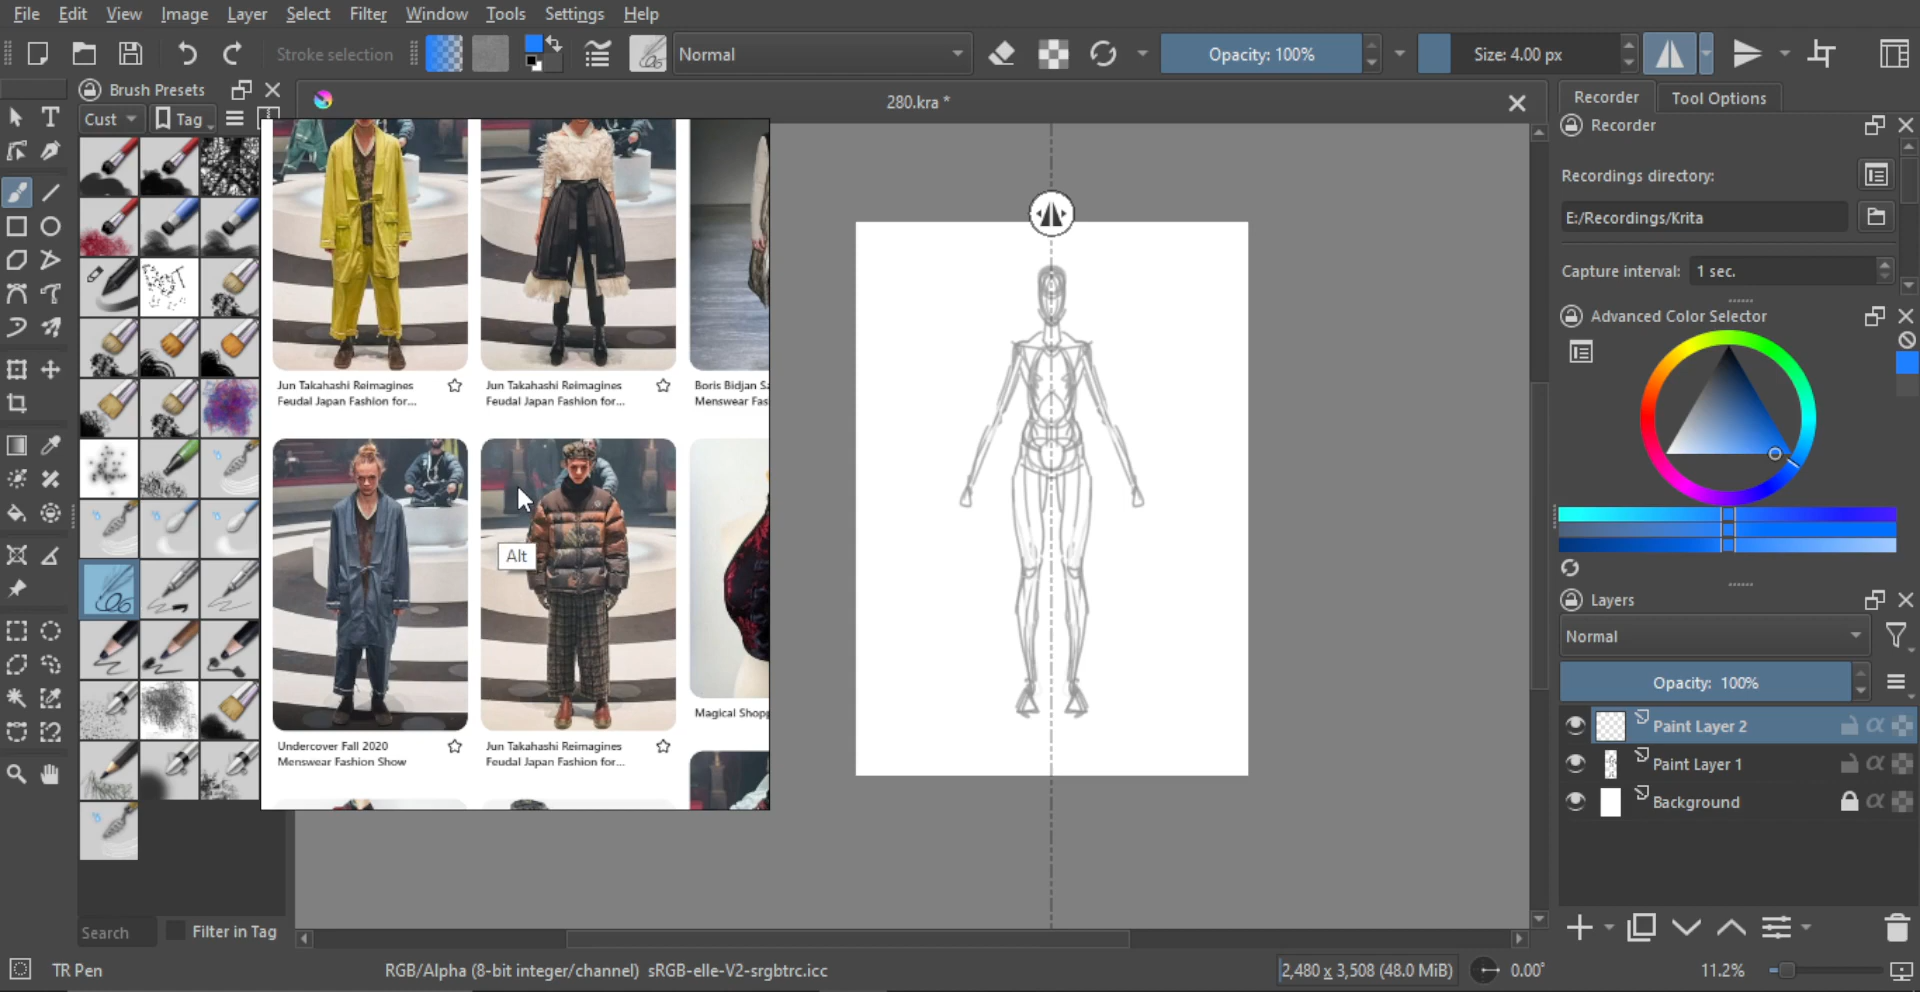 File Edit View Image Layer Select Filter Window Tools Settings Help
Stroke selection Normal Opacity: 100% Size: 4.00 px
Brush Presets
280.kra *
Recorder Tool Options
Cust Tag
Recorder
Recordings directory:
E:/Recordings/Krita
Capture interval: 1 sec.
Advanced Color Selector
Jun Takahashi Reimagines
Feudal Japan Fashion for...
Jun Takahashi Reimagines
Feudal Japan Fashion for...
Boris Bidjan Sa
Menswear Fas
Alt
Magical Shopp
Undercover Fall 2020
Menswear Fashion Show
Jun Takahashi Reimagines
Feudal Japan Fashion for...
Layers
Normal
Opacity: 100%
Paint Layer 2
Paint Layer 1
Background
Search Filter in Tag
TR Pen RGB/Alpha (8-bit integer/channel) sRGB-elle-V2-srgbtrc.icc 2,480 x 3,508 (48.0 MiB) 0.00° 11.2%